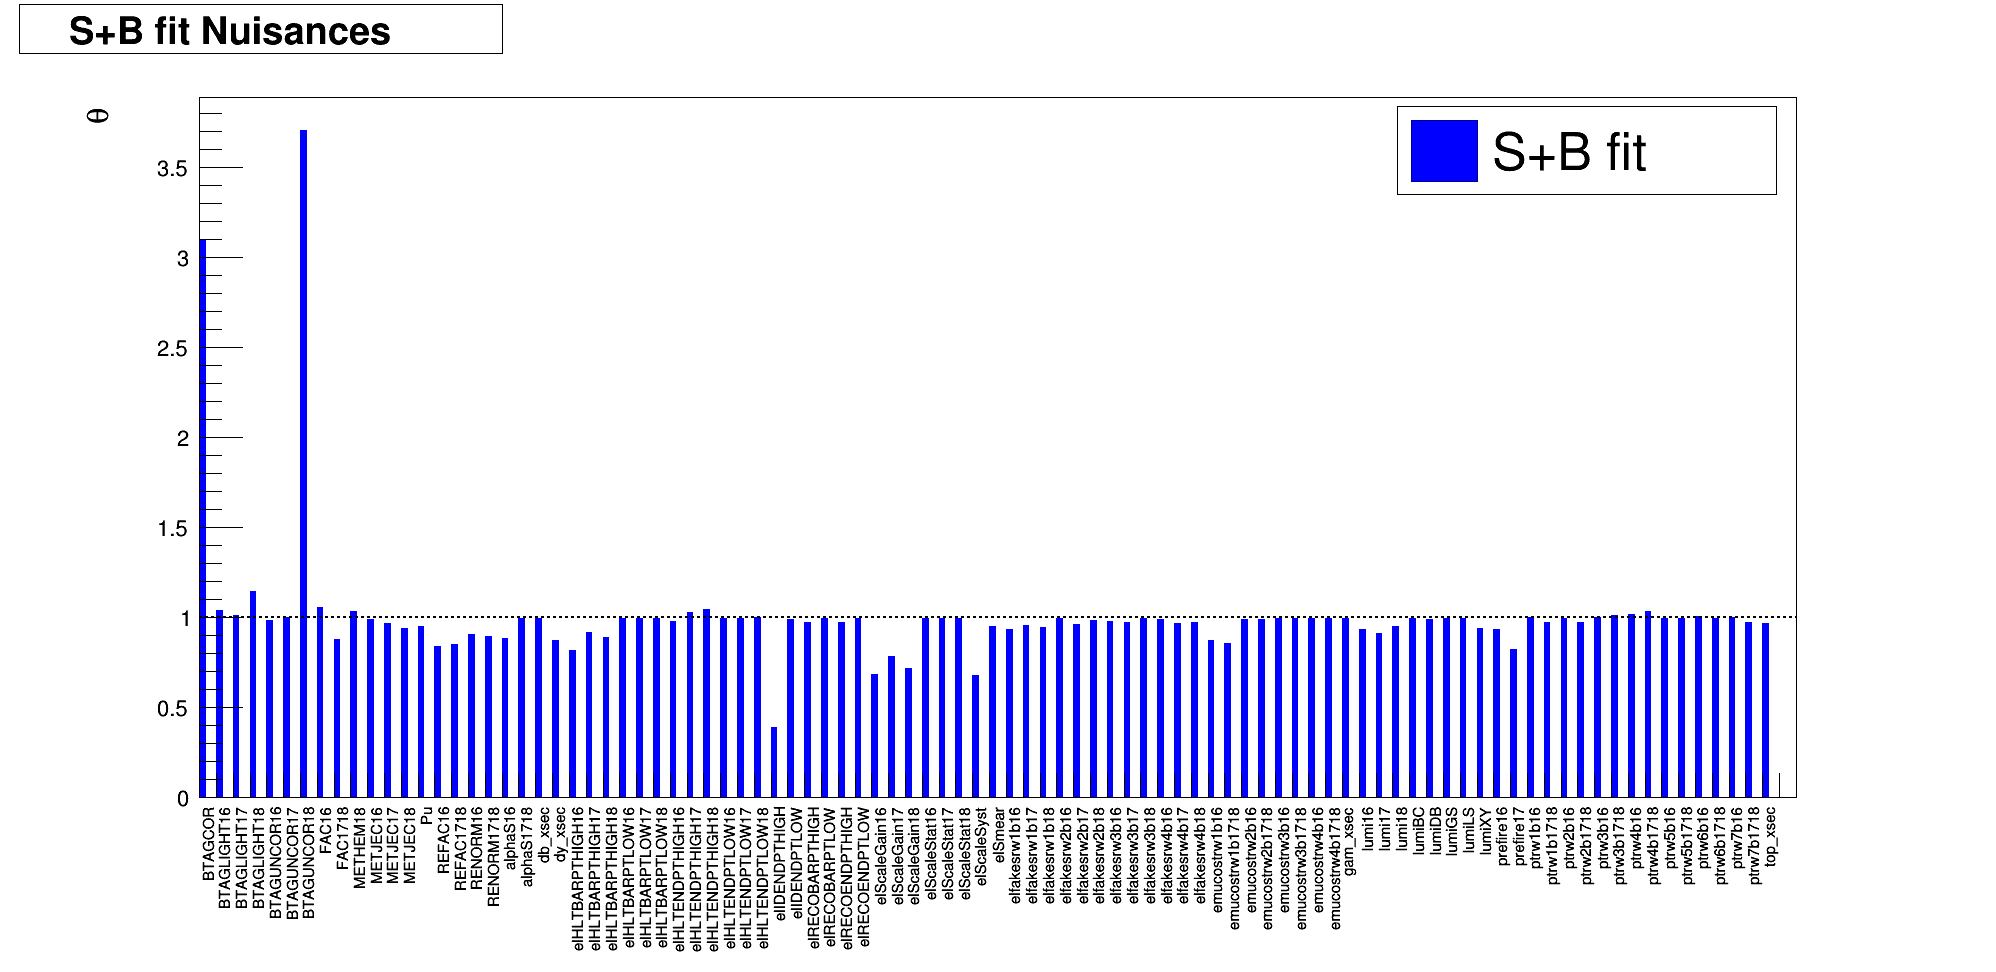 S+B fit Nuisances
θ
S+B fit
3.5
3
2.5
2
1.5
1
0.5
0
BTAGCOR
BTAGLIGHT16
BTAGLIGHT17
BTAGLIGHT18
BTAGUNCOR16
BTAGUNCOR17
BTAGUNCOR18
FAC16
FAC1718
METHEM18
METJEC16
METJEC17
METJEC18
Pu
REFAC16
REFAC1718
RENORM16
RENORM1718
alphaS16
alphaS1718
db_xsec
dy_xsec
elHLTBARPTHIGH16
elHLTBARPTHIGH17
elHLTBARPTHIGH18
elHLTBARPTLOW16
elHLTBARPTLOW17
elHLTBARPTLOW18
elHLTENDPTHIGH16
elHLTENDPTHIGH17
elHLTENDPTHIGH18
elHLTENDPTLOW16
elHLTENDPTLOW17
elHLTENDPTLOW18
elIDENDPTHIGH
elIDENDPTLOW
elRECOBARPTHIGH
elRECOBARPTLOW
elRECOENDPTHIGH
elRECOENDPTLOW
elScaleGain16
elScaleGain17
elScaleGain18
elScaleStat16
elScaleStat17
elScaleStat18
elScaleSyst
elSmear
elfakesrw1b16
elfakesrw1b17
elfakesrw1b18
elfakesrw2b16
elfakesrw2b17
elfakesrw2b18
elfakesrw3b16
elfakesrw3b17
elfakesrw3b18
elfakesrw4b16
elfakesrw4b17
elfakesrw4b18
emucostrw1b16
emucostrw1b1718
emucostrw2b16
emucostrw2b1718
emucostrw3b16
emucostrw3b1718
emucostrw4b16
emucostrw4b1718
gam_xsec
lumi16
lumi17
lumi18
lumiBC
lumiDB
lumiGS
lumiLS
lumiXY
prefire16
prefire17
ptrw1b16
ptrw1b1718
ptrw2b16
ptrw2b1718
ptrw3b16
ptrw3b1718
ptrw4b16
ptrw4b1718
ptrw5b16
ptrw5b1718
ptrw6b16
ptrw6b1718
ptrw7b16
ptrw7b1718
top_xsec